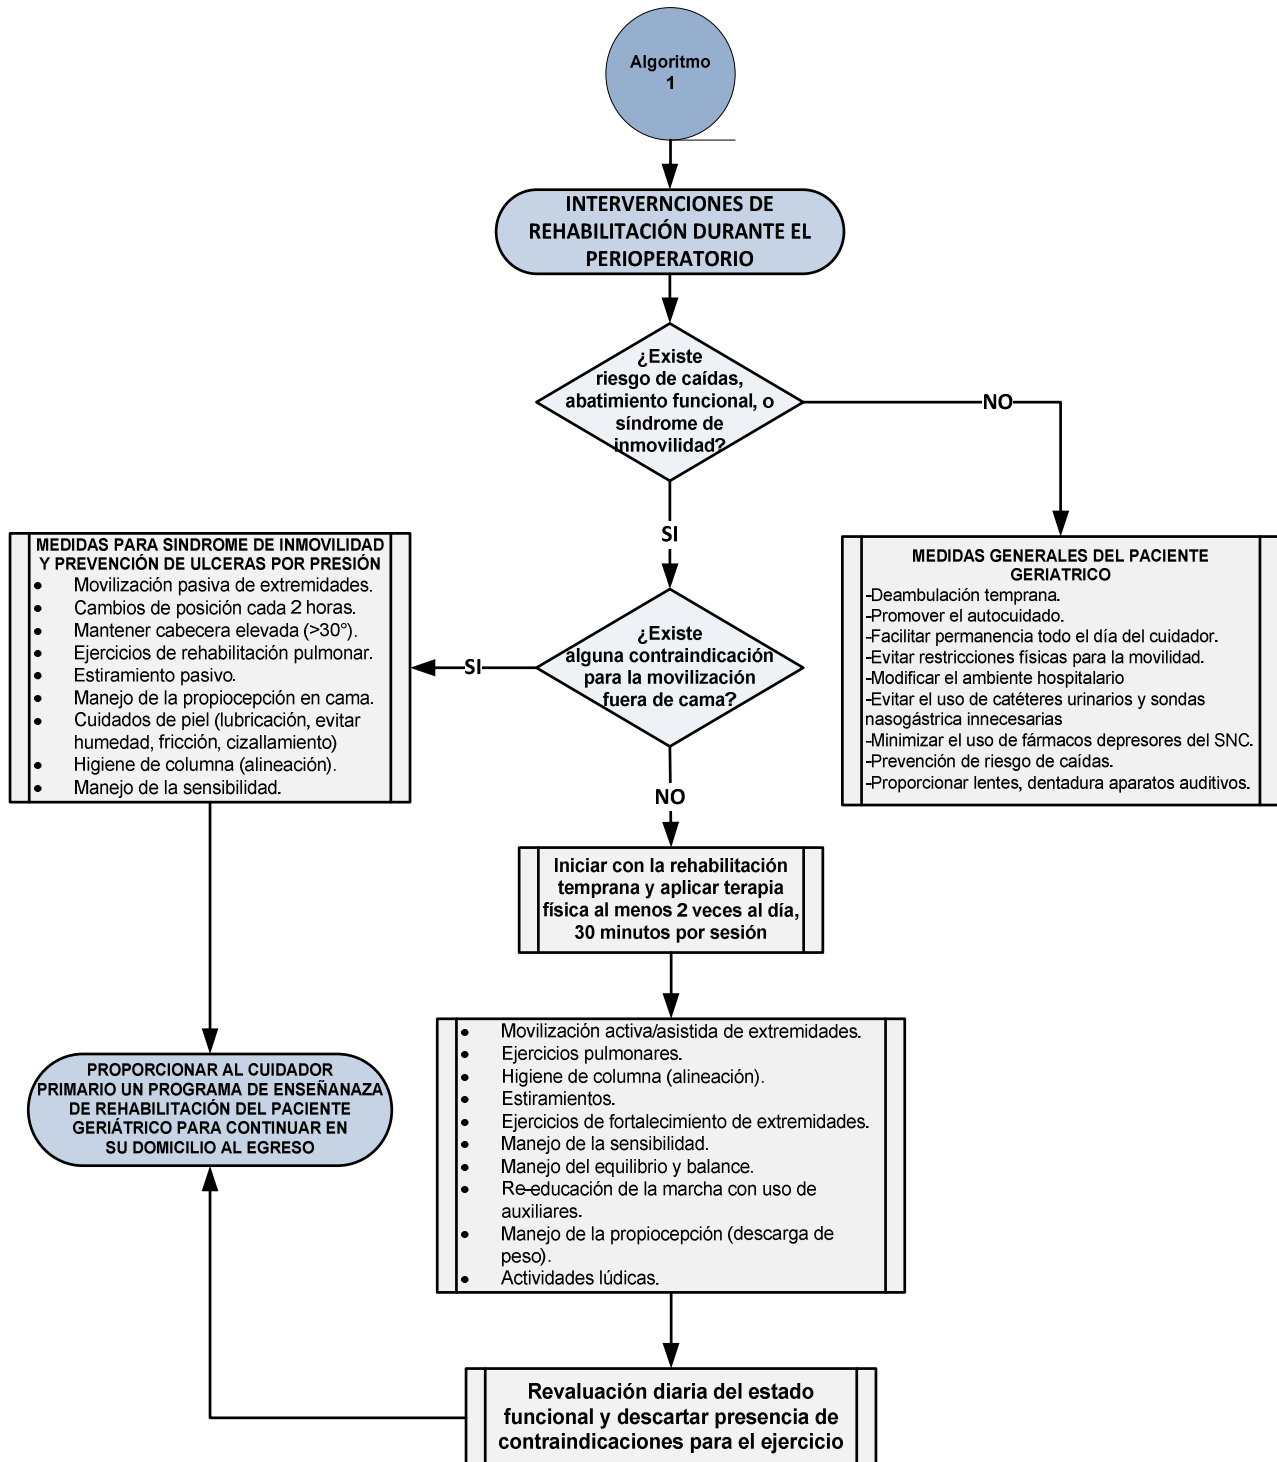 Algoritmo
1
INTERVERNCIONES DE
REHABILITACIÓN DURANTE EL
PERIOPERATORIO
¿Existe
riesgo de caídas,
abatimiento funcional, o
síndrome de
inmovilidad?
NO
SI
MEDIDAS PARA SINDROME DE INMOVILIDAD
Y PREVENCIÓN DE ULCERAS POR PRESIÓN
• Movilización pasiva de extremidades.
• Cambios de posición cada 2 horas.
• Mantener cabecera elevada (>30°).
• Ejercicios de rehabilitación pulmonar.
• Estiramiento pasivo.
• Manejo de la propiocepción en cama.
• Cuidados de piel (lubricación, evitar
humedad, fricción, cizallamiento)
• Higiene de columna (alineación).
• Manejo de la sensibilidad.
SI
¿Existe
alguna contraindicación
para la movilización
fuera de cama?
MEDIDAS GENERALES DEL PACIENTE
GERIATRICO
-Deambulación temprana.
-Promover el autocuidado.
-Facilitar permanencia todo el día del cuidador.
-Evitar restricciones físicas para la movilidad.
-Modificar el ambiente hospitalario
-Evitar el uso de catéteres urinarios y sondas
nasogástrica innecesarias
-Minimizar el uso de fármacos depresores del SNC.
-Prevención de riesgo de caídas.
-Proporcionar lentes, dentadura aparatos auditivos.
NO
Iniciar con la rehabilitación
temprana y aplicar terapia
física al menos 2 veces al día,
30 minutos por sesión
• Movilización activa/asistida de extremidades.
• Ejercicios pulmonares.
• Higiene de columna (alineación).
• Estiramientos.
• Ejercicios de fortalecimiento de extremidades.
• Manejo de la sensibilidad.
• Manejo del equilibrio y balance.
• Re-educación de la marcha con uso de
auxiliares.
• Manejo de la propiocepción (descarga de
peso).
• Actividades lúdicas.
PROPORCIONAR AL CUIDADOR
PRIMARIO UN PROGRAMA DE ENSEÑANAZA
DE REHABILITACIÓN DEL PACIENTE
GERIÁTRICO PARA CONTINUAR EN
SU DOMICILIO AL EGRESO
Revaluación diaria del estado
funcional y descartar presencia de
contraindicaciones para el ejercicio